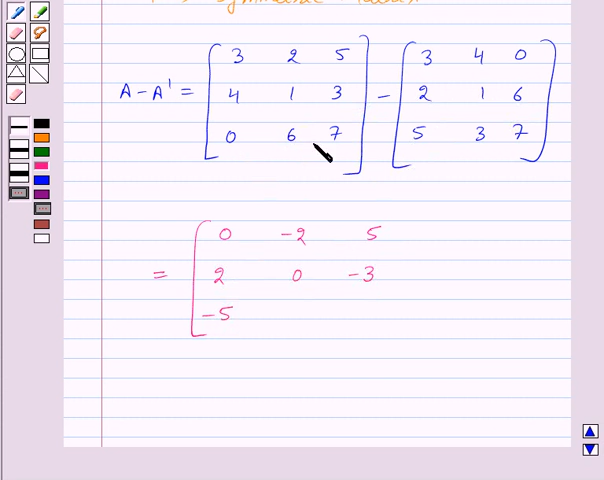 A - A' = [ 3 2 5 ] - [ 3 4 0 ]
4 1 3 2 1 6
0 6 7 5 3 7
= [ 0 -2 5
2 0 -3
-5